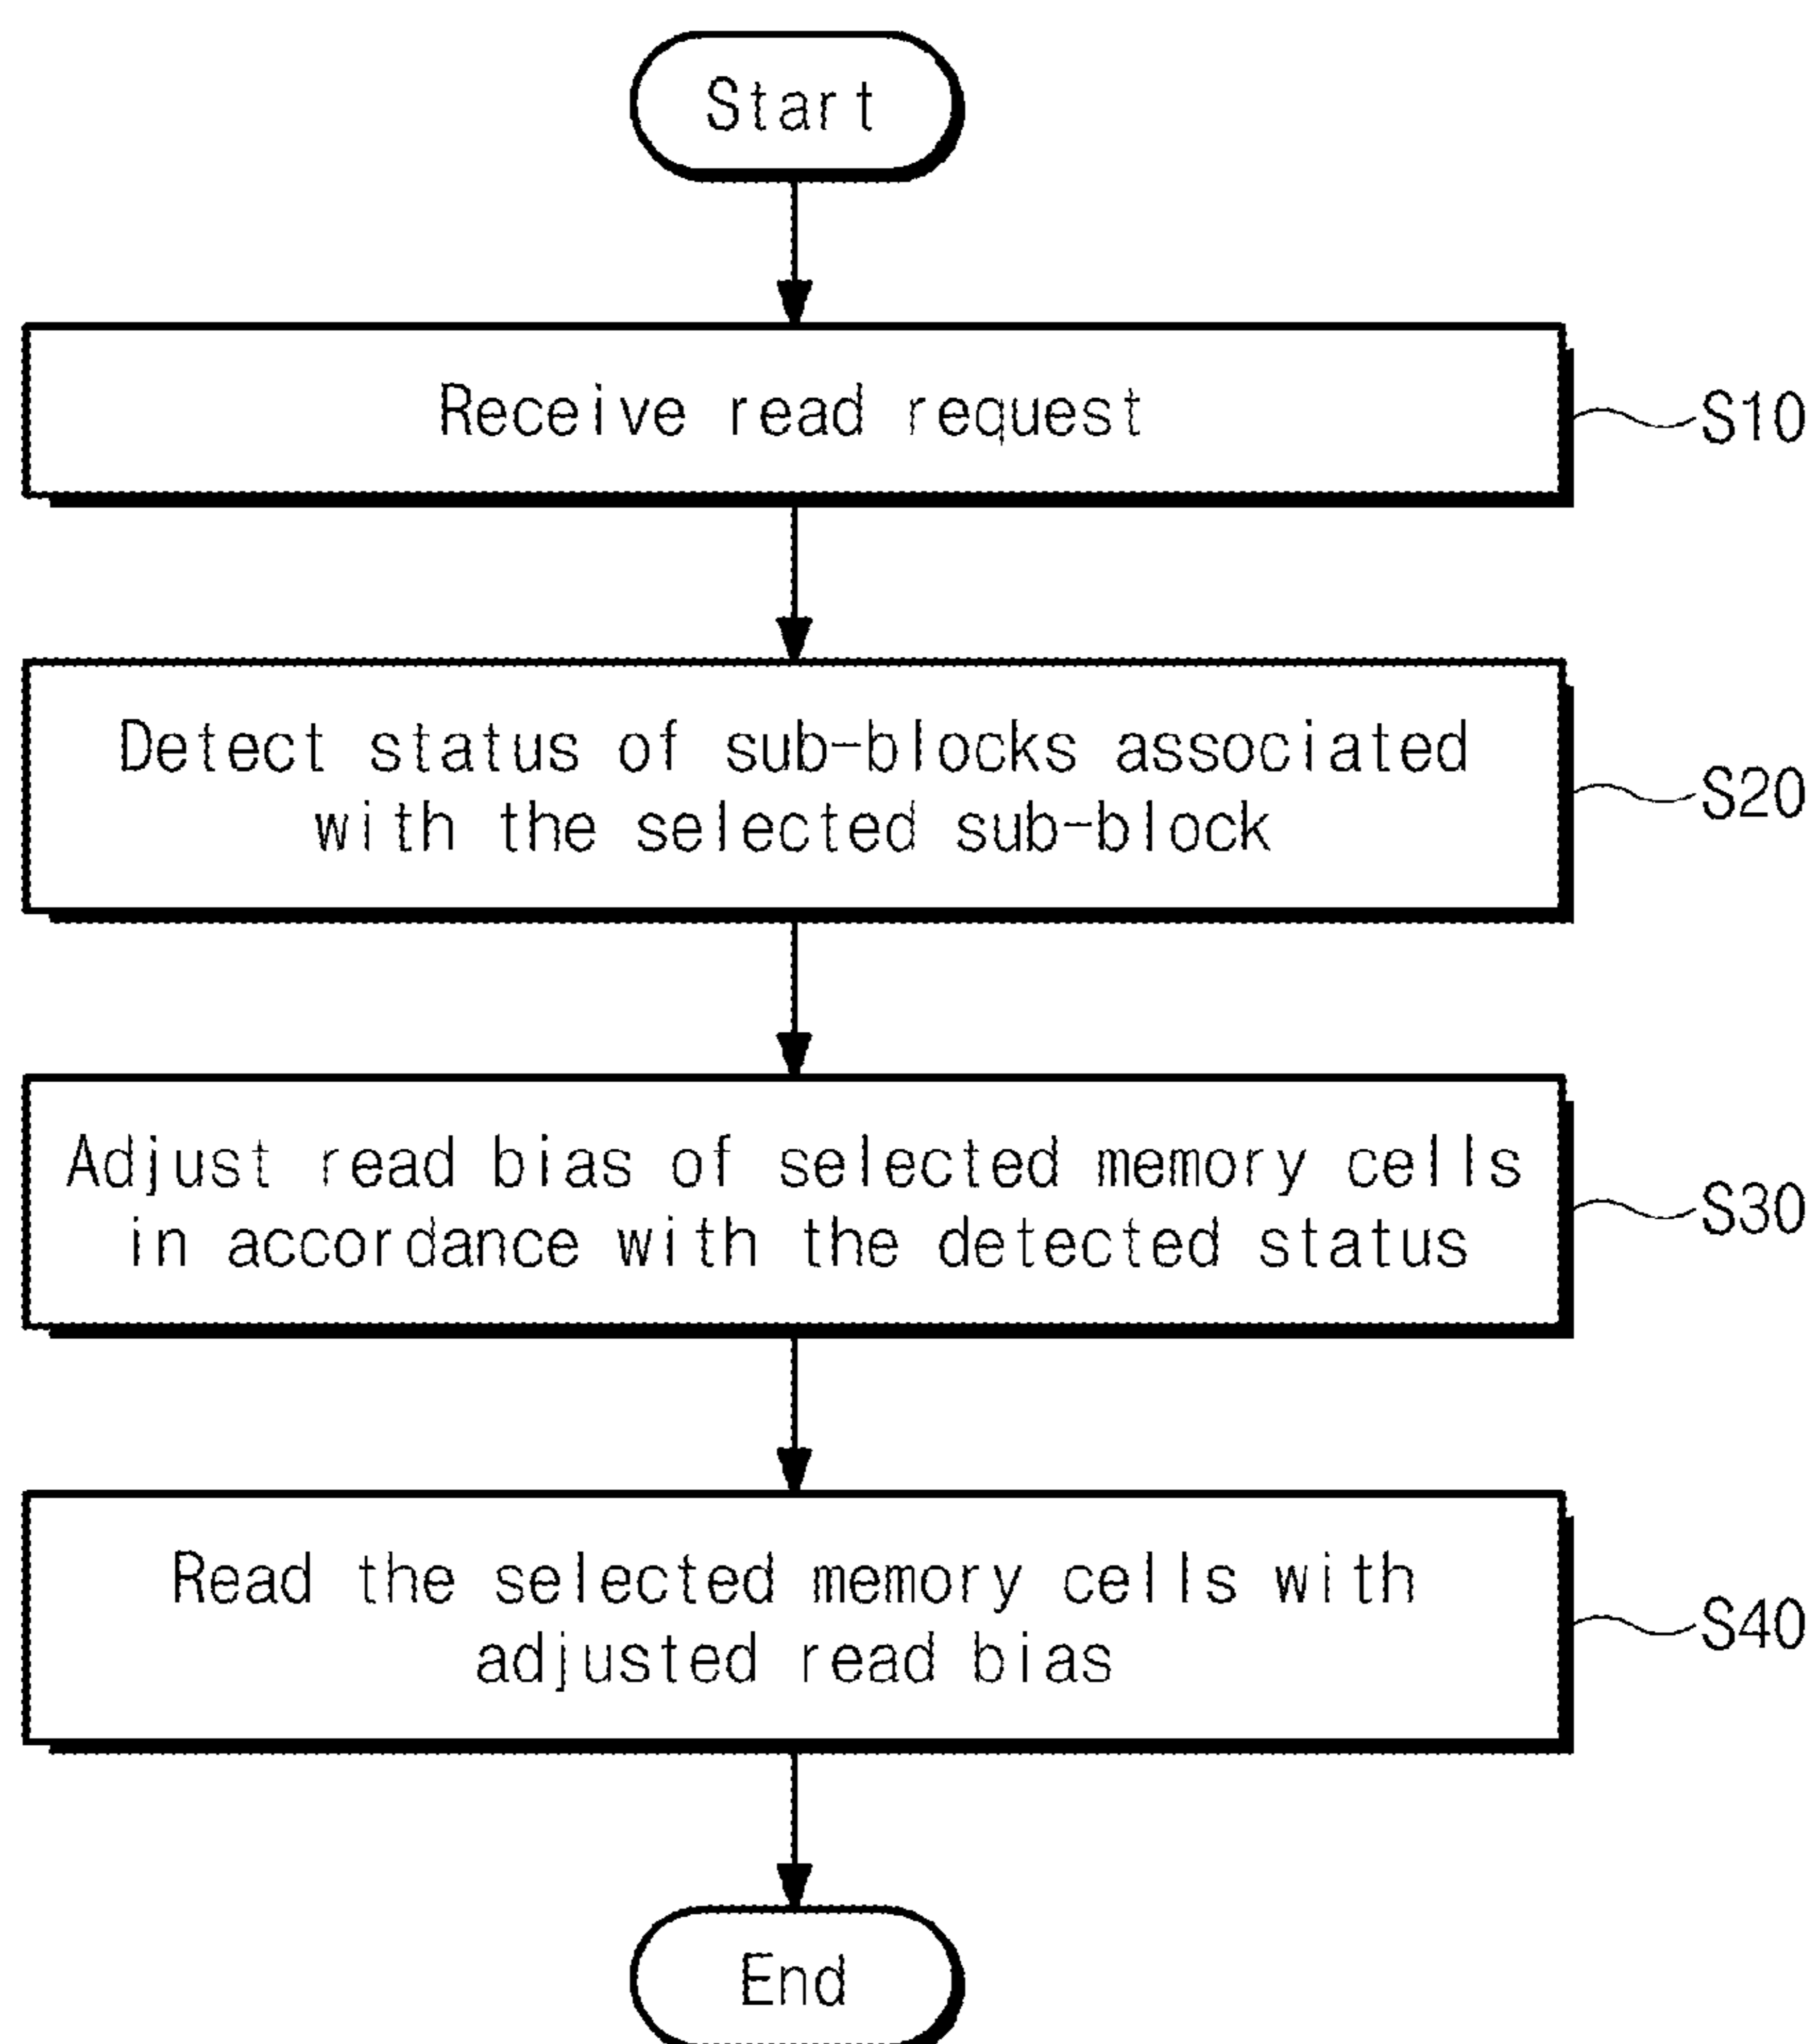 Start
Receive read request
S10
Detect status of sub-blocks associated
with the selected sub-block
S20
Adjust read bias of selected memory cells
in accordance with the detected status
S30
Read the selected memory cells with
adjusted read bias
S40
End